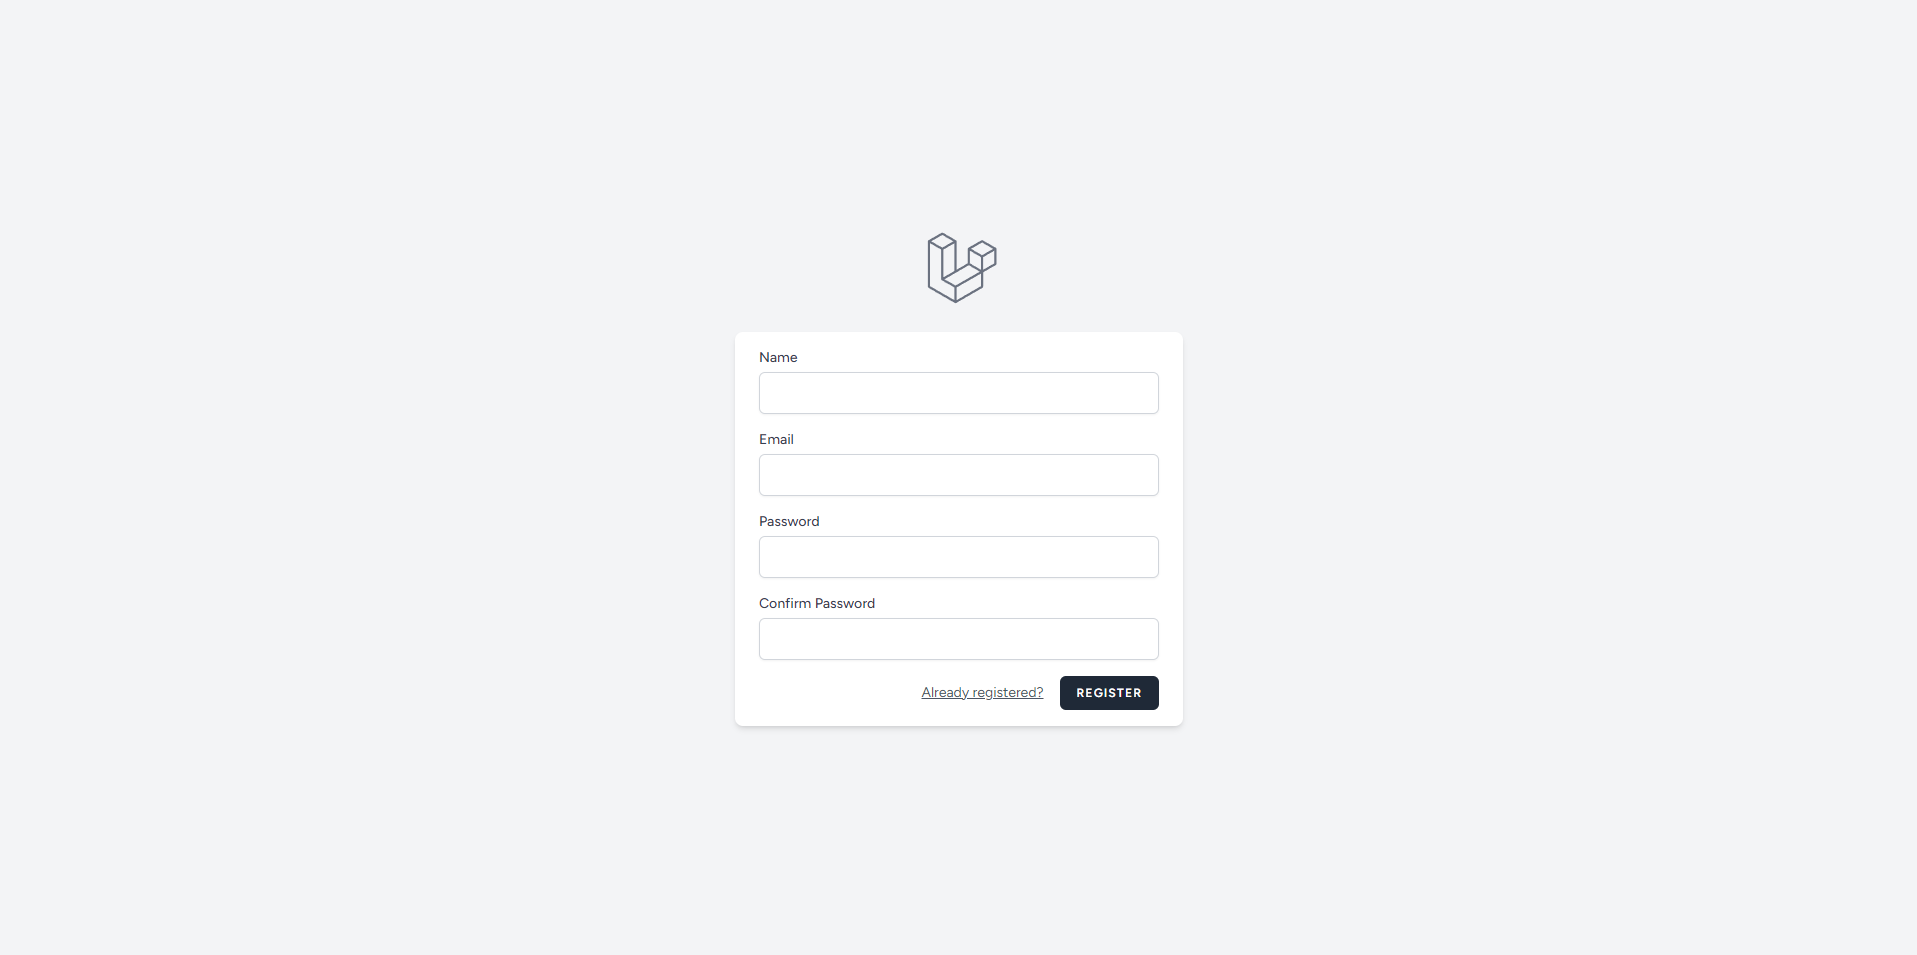 Name
Email
Password
Confirm Password
Already registered? REGISTER